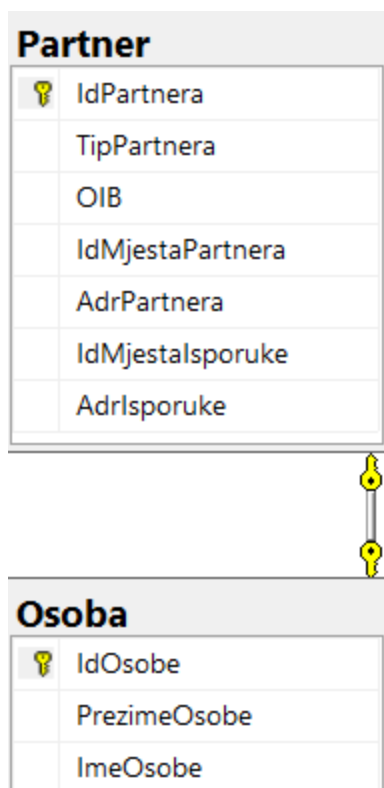 Partner
IdPartnera
TipPartnera
OIB
IdMjestaPartnera
AdrPartnera
IdMjestaIsporuke
AdrIsporuke
Osoba
IdOsobe
PrezimeOsobe
ImeOsobe